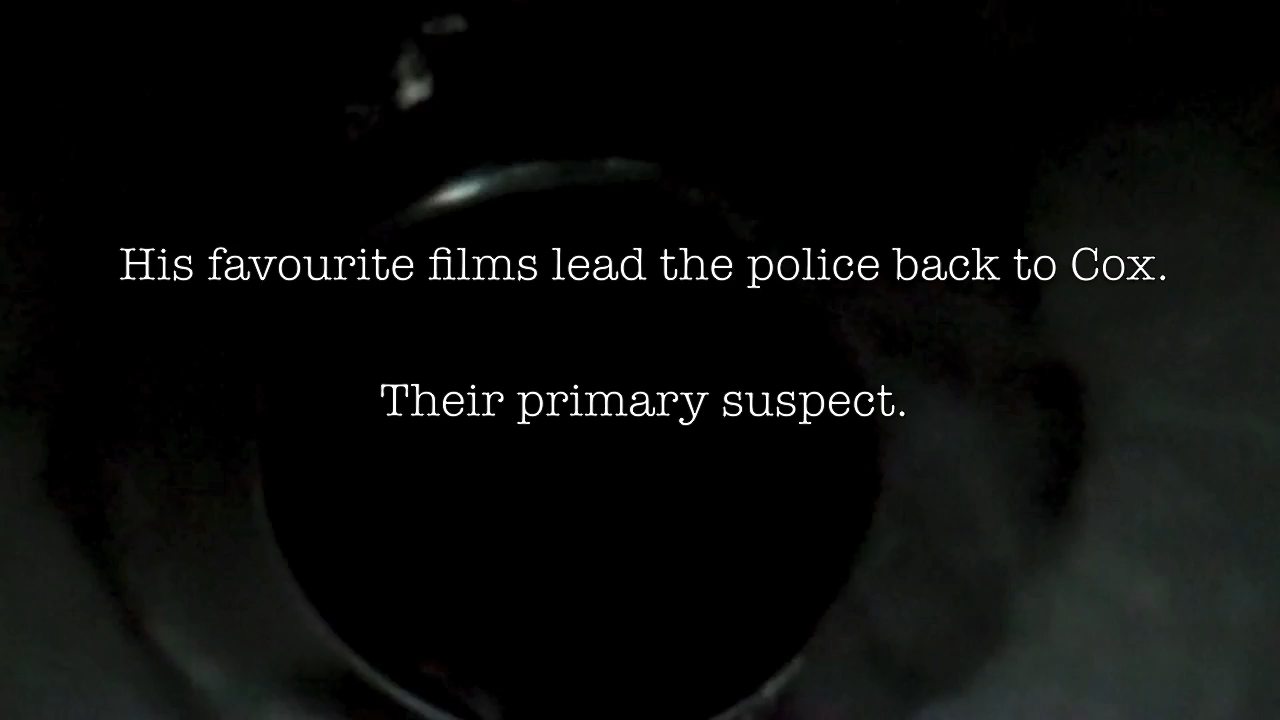 His favourite films lead the police back to Cox.
Their primary suspect.